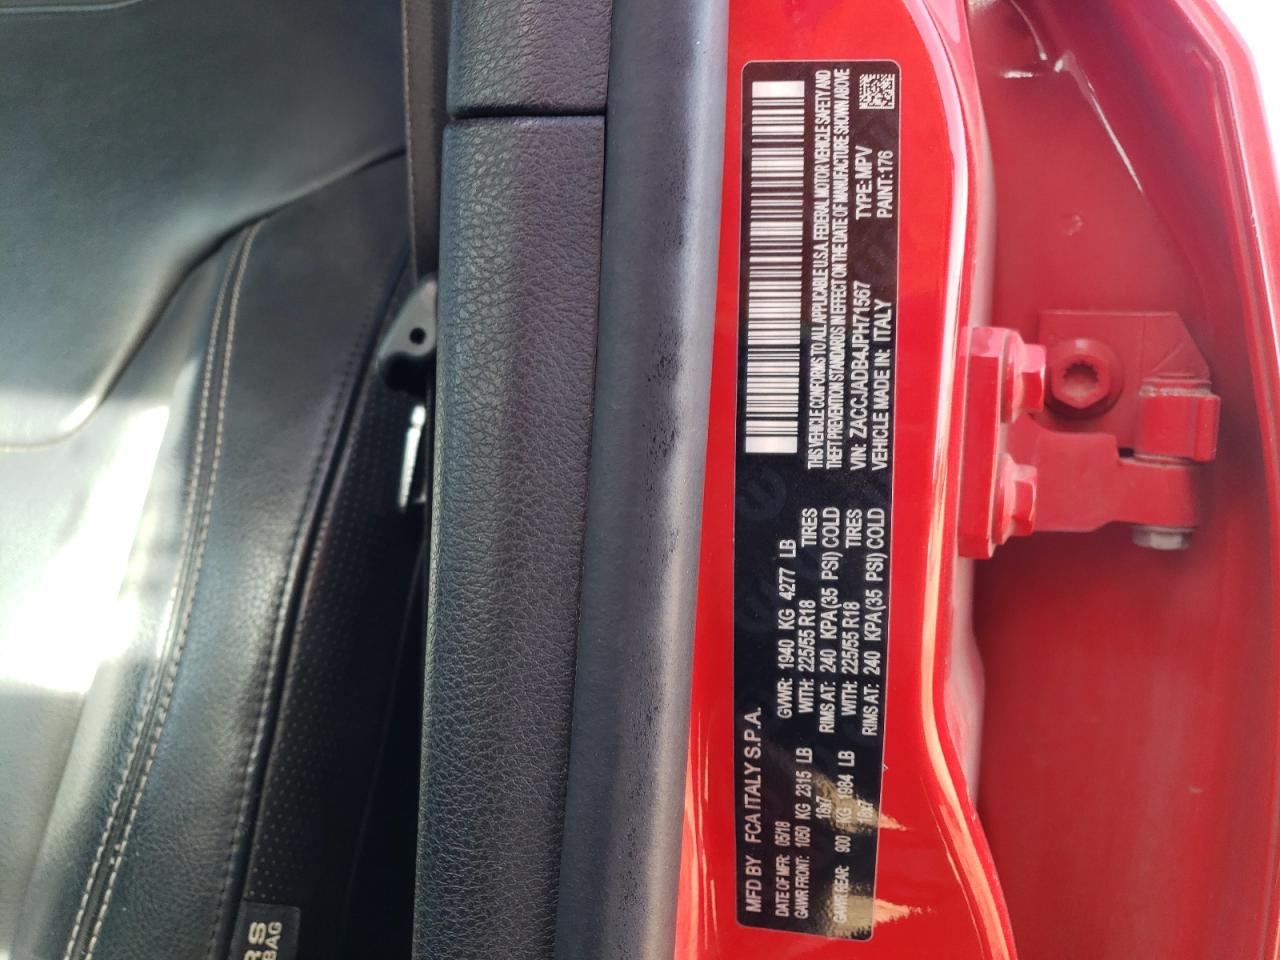 MFD BY FCA ITALY S.P.A.
DATE OF MFR: 05/18 GVWR: 1940 KG 4277 LB
GAWR FRONT: 1050 KG 2315 LB WITH: 225/55 R18 TIRES
18x7 RIMS AT: 240 KPA(35 PSI) COLD
GAWR REAR: 900 KG 1984 LB WITH: 225/55 R18 TIRES
18x7 RIMS AT: 240 KPA(35 PSI) COLD
THIS VEHICLE CONFORMS TO ALL APPLICABLE U.S.A. FEDERAL MOTOR VEHICLE SAFETY AND
THEFT PREVENTION STANDARDS IN EFFECT ON THE DATE OF MANUFACTURE SHOWN ABOVE
VIN: ZACCJADB4JPH71567 TYPE: MPV
VEHICLE MADE IN: ITALY PAINT: 176
RS
BAG